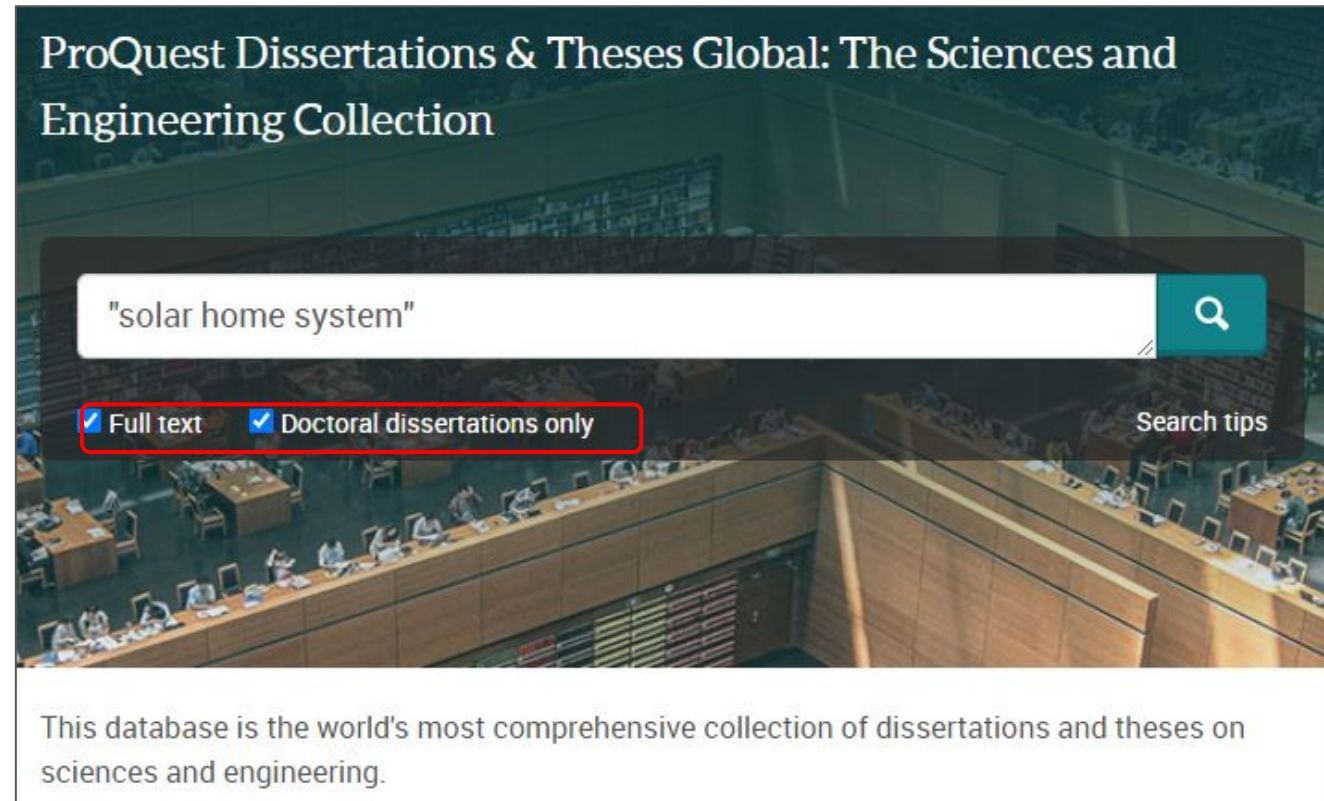 ProQuest Dissertations & Theses Global: The Sciences and
Engineering Collection
"solar home system"
Full text Doctoral dissertations only Search tips
This database is the world's most comprehensive collection of dissertations and theses on
sciences and engineering.